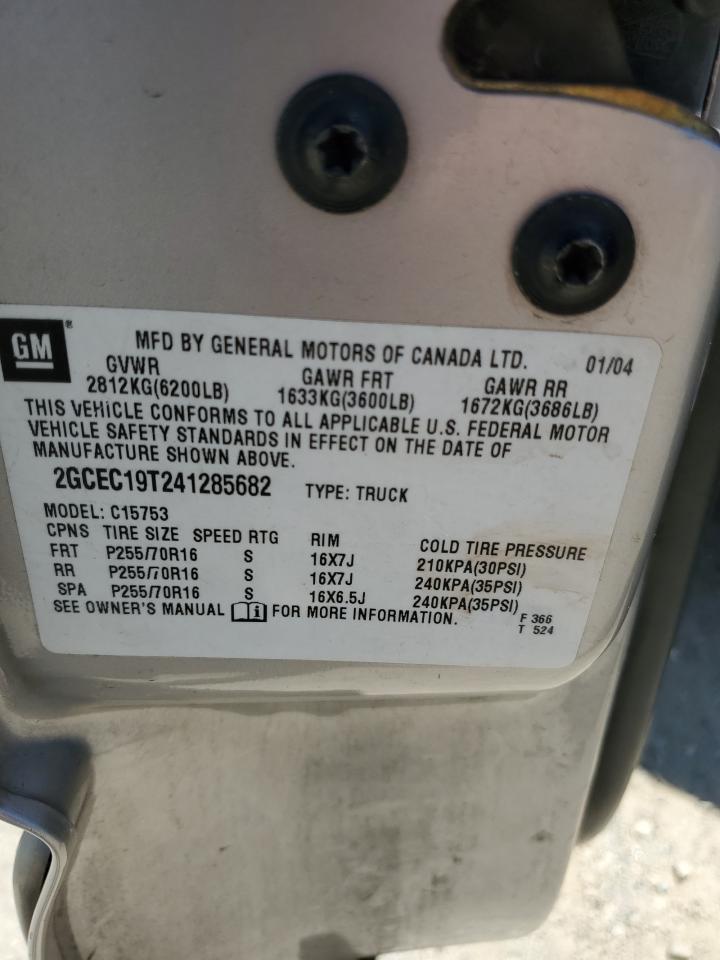 GM®
MFD BY GENERAL MOTORS OF CANADA LTD. 01/04
GVWR GAWR FRT GAWR RR
2812KG(6200LB) 1633KG(3600LB) 1672KG(3686LB)
THIS VEHICLE CONFORMS TO ALL APPLICABLE U.S. FEDERAL MOTOR
VEHICLE SAFETY STANDARDS IN EFFECT ON THE DATE OF
MANUFACTURE SHOWN ABOVE.
2GCEC19T241285682 TYPE: TRUCK
MODEL: C15753
CPNS TIRE SIZE SPEED RTG RIM COLD TIRE PRESSURE
FRT P255/70R16 S 16X7J 210KPA(30PSI)
RR P255/70R16 S 16X7J 240KPA(35PSI)
SPA P255/70R16 S 16X6.5J 240KPA(35PSI)
SEE OWNER'S MANUAL FOR MORE INFORMATION.
F 366
T 524